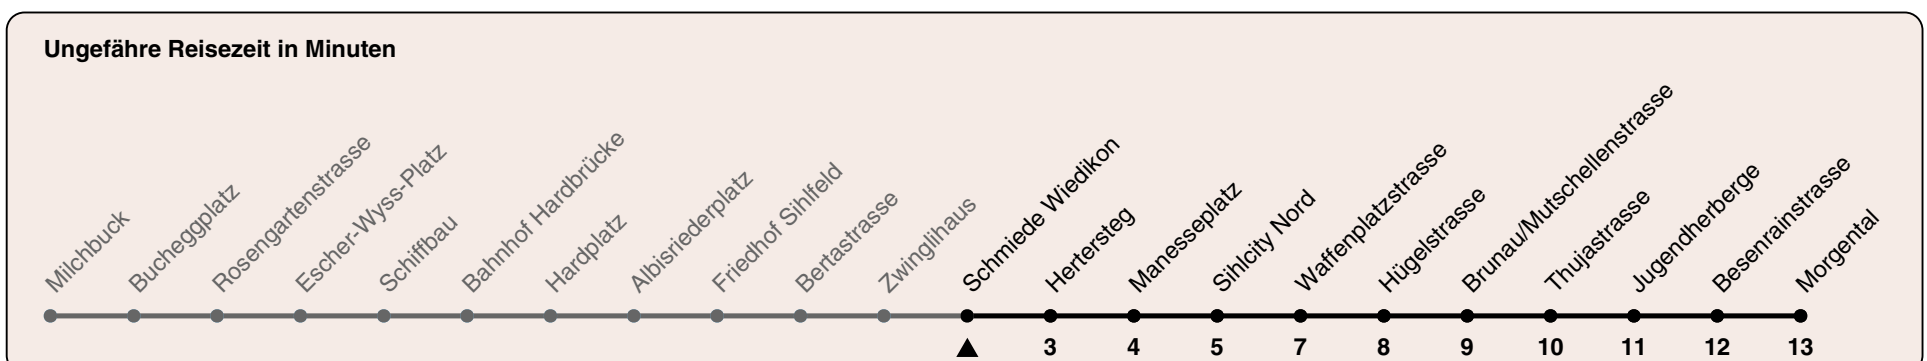 Ungefähre Reisezeit in Minuten
Milchbuck
Bucheggplatz
Rosengartenstrasse
Escher-Wyss-Platz
Schiffbau
Bahnhof Hardbrücke
Hardplatz
Albisriederplatz
Friedhof Sihlfeld
Bertastrasse
Zwinglihaus
Schmiede Wiedikon
Hertersteg
Manesseplatz
Sihlcity Nord
Waffenplatzstrasse
Hügelstrasse
Brunau/Mutschellenstrasse
Thujastrasse
Jugendherberge
Besenrainstrasse
Morgental
3 4 5 7 8 9 10 11 12 13